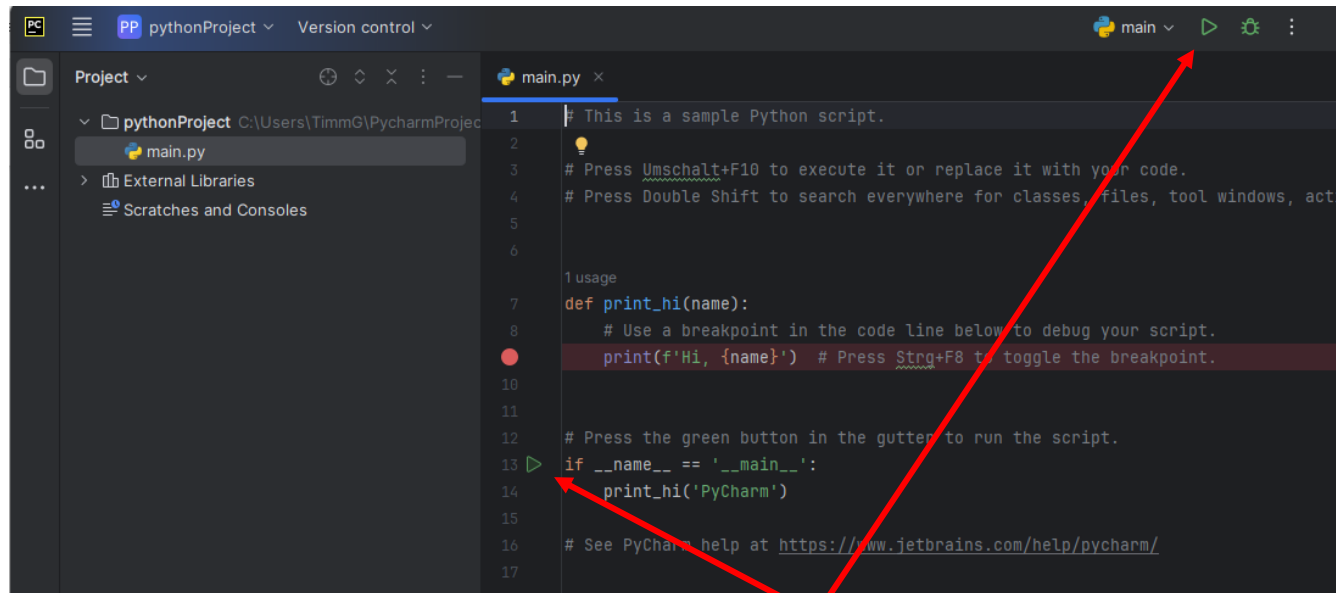 PC PP pythonProject Version control main
Project
main.py
pythonProject C:\Users\TimmG\PycharmProjec
main.py
External Libraries
Scratches and Consoles
1 # This is a sample Python script.
2
3 # Press Umschalt+F10 to execute it or replace it with your code.
4 # Press Double Shift to search everywhere for classes, files, tool windows, act
5
6
1 usage
7 def print_hi(name):
8 # Use a breakpoint in the code line below to debug your script.
print(f'Hi, {name}') # Press Strg+F8 to toggle the breakpoint.
10
11
12 # Press the green button in the gutter to run the script.
13 if __name__ == '__main__':
14 print_hi('PyCharm')
15
16 # See PyCharm help at https://www.jetbrains.com/help/pycharm/
17